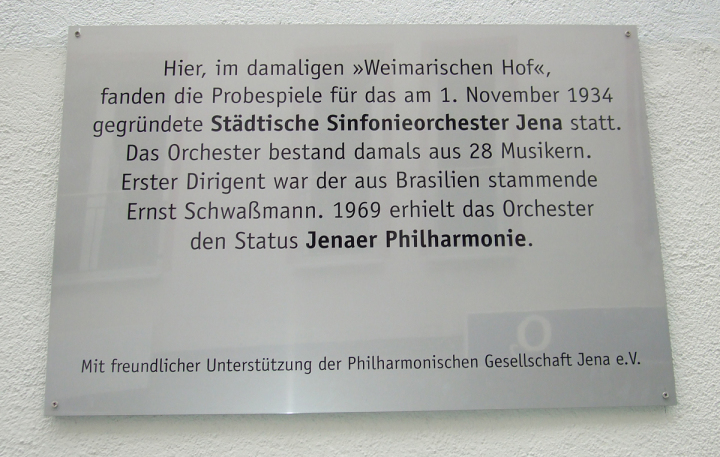 Hier, im damaligen »Weimarischen Hof«,
fanden die Probespiele für das am 1. November 1934
gegründete Städtische Sinfonieorchester Jena statt.
Das Orchester bestand damals aus 28 Musikern.
Erster Dirigent war der aus Brasilien stammende
Ernst Schwaßmann. 1969 erhielt das Orchester
den Status Jenaer Philharmonie.
Mit freundlicher Unterstützung der Philharmonischen Gesellschaft Jena e.V.